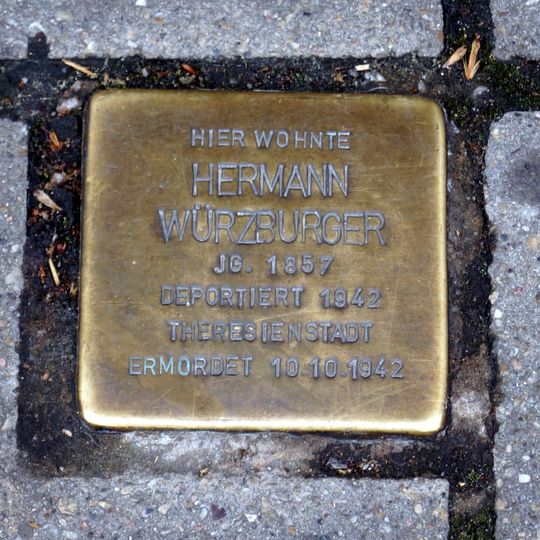 HIER WOHNTE
HERMANN
WÜRZBURGER
JG. 1857
DEPORTIERT 1942
THERESIENSTADT
ERMORDET 10.10.1942